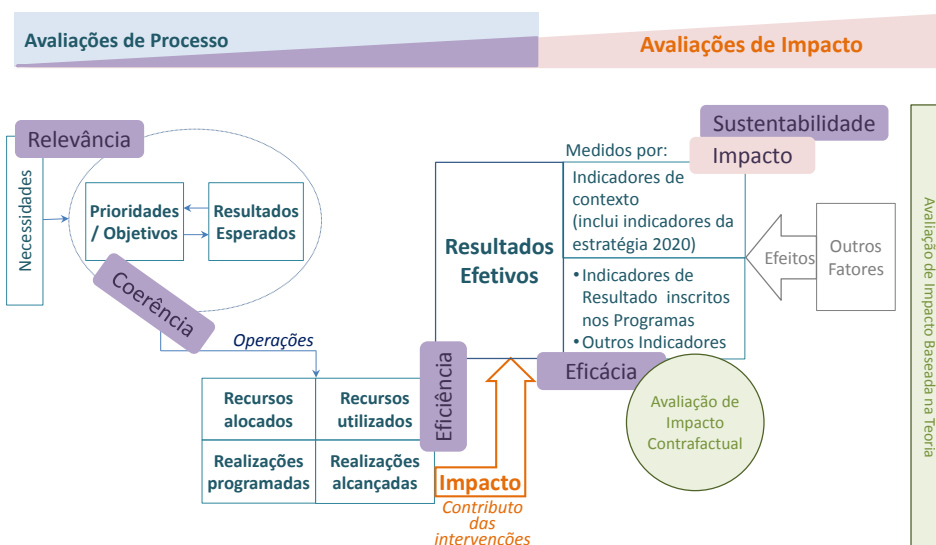 Avaliações de Processo
Avaliações de Impacto
Relevância
Necessidades
Prioridades
/ Objetivos
Resultados
Esperados
Coerência
Operações
Recursos
alocados
Recursos
utilizados
Realizações
programadas
Realizações
alcançadas
Eficiência
Resultados
Efetivos
Medidos por:
Sustentabilidade
Impacto
Indicadores de
contexto
(inclui indicadores da
estratégia 2020)
•Indicadores de
Resultado inscritos
nos Programas
•Outros Indicadores
Eficácia
Efeitos
Outros
Fatores
Avaliação de
Impacto
Contrafactual
Impacto
Contributo
das
intervenções
Avaliação de Impacto Baseada na Teoria